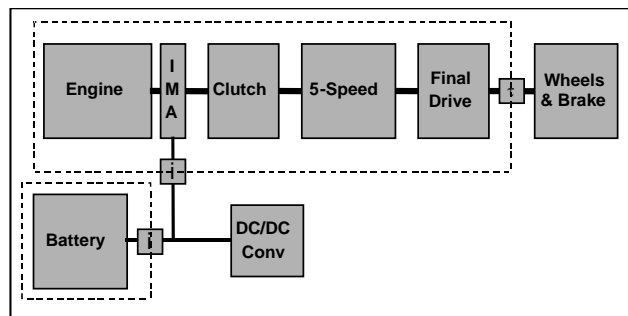 Engine
I
M
A
Clutch
5-Speed
Final
Drive
t
Wheels
& Brake
i
Battery
i
DC/DC
Conv